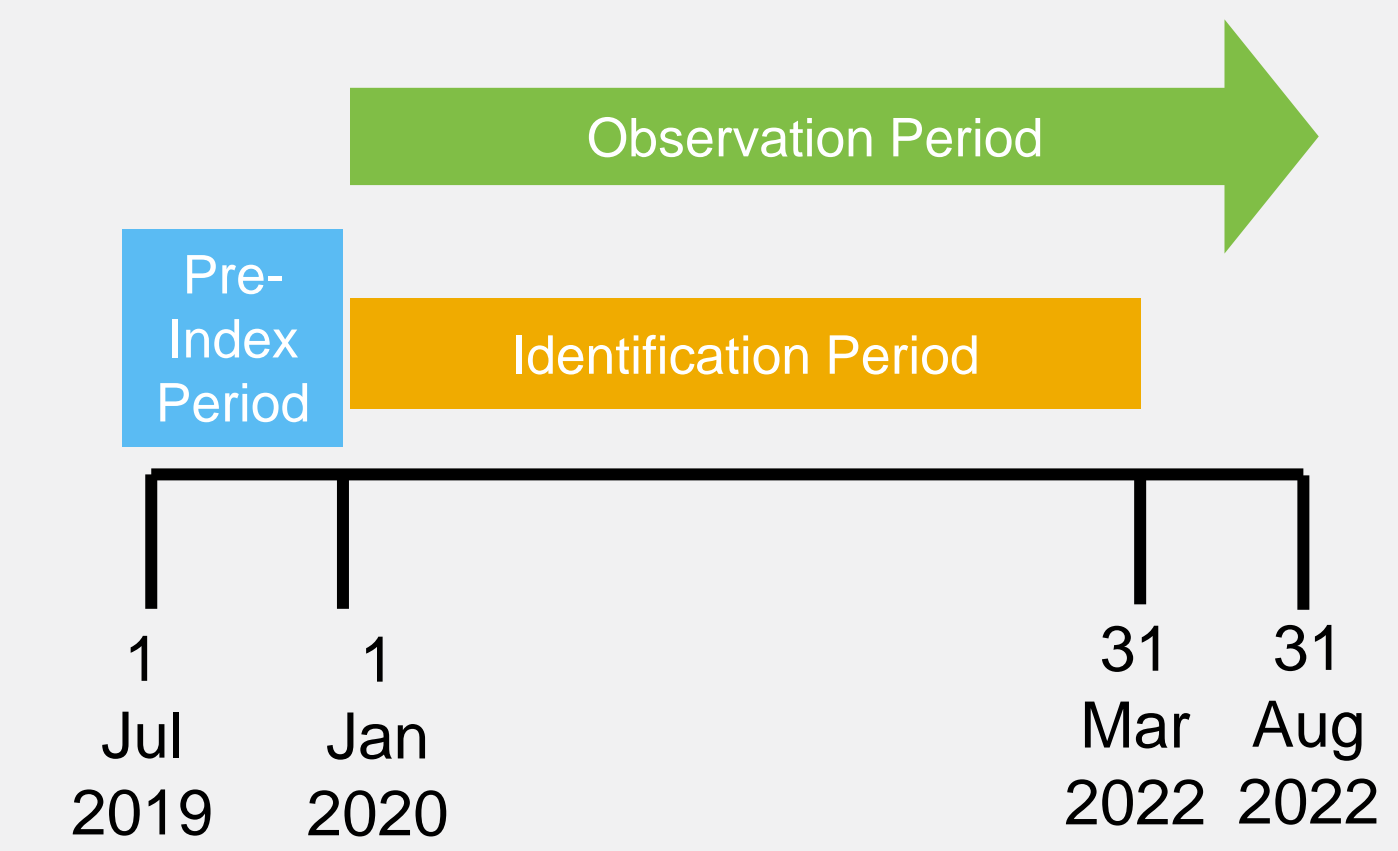 Observation Period
Pre-
Index
Period
Identification Period
1
Jul
2019
1
Jan
2020
31
Mar
2022
31
Aug
2022